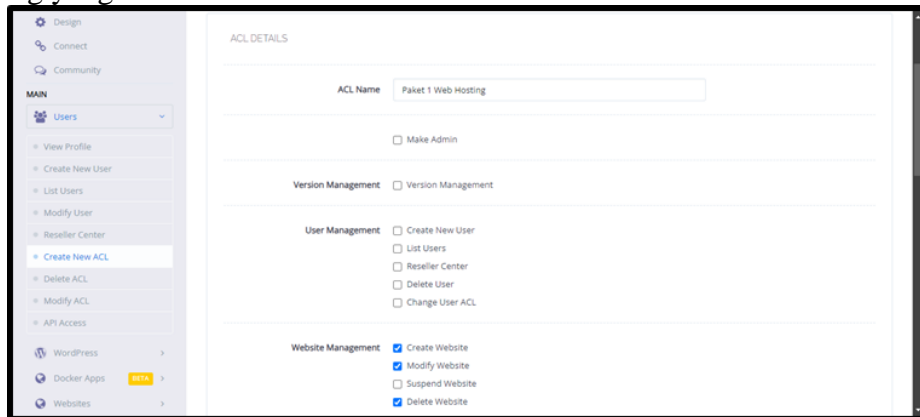 Design
Connect
Community
MAIN
Users
View Profile
Create New User
List Users
Modify User
Reseller Center
Create New ACL
Delete ACL
Modify ACL
API Access
WordPress
Docker Apps BETA
Websites
ACL DETAILS
ACL Name Paket 1 Web Hosting
Make Admin
Version Management Version Management
User Management Create New User
List Users
Reseller Center
Delete User
Change User ACL
Website Management Create Website
Modify Website
Suspend Website
Delete Website